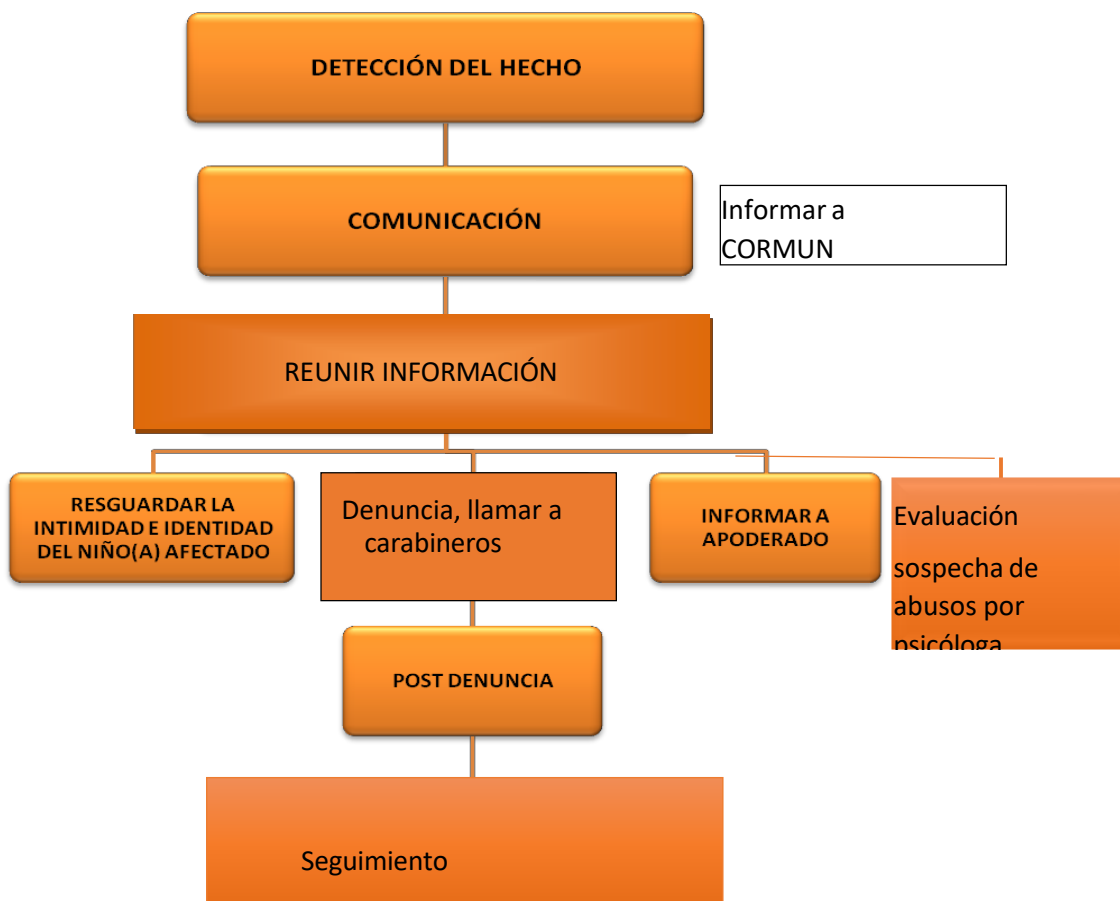 DETECCIÓN DEL HECHO
COMUNICACIÓN
Informar a
CORMUN
REUNIR INFORMACIÓN
RESGUARDAR LA
INTIMIDAD E IDENTIDAD
DEL NIÑO(A) AFECTADO
Denuncia, llamar a
carabineros
INFORMAR A
APODERADO
Evaluación
sospecha de
abusos por
psicóloga
POST DENUNCIA
Seguimiento